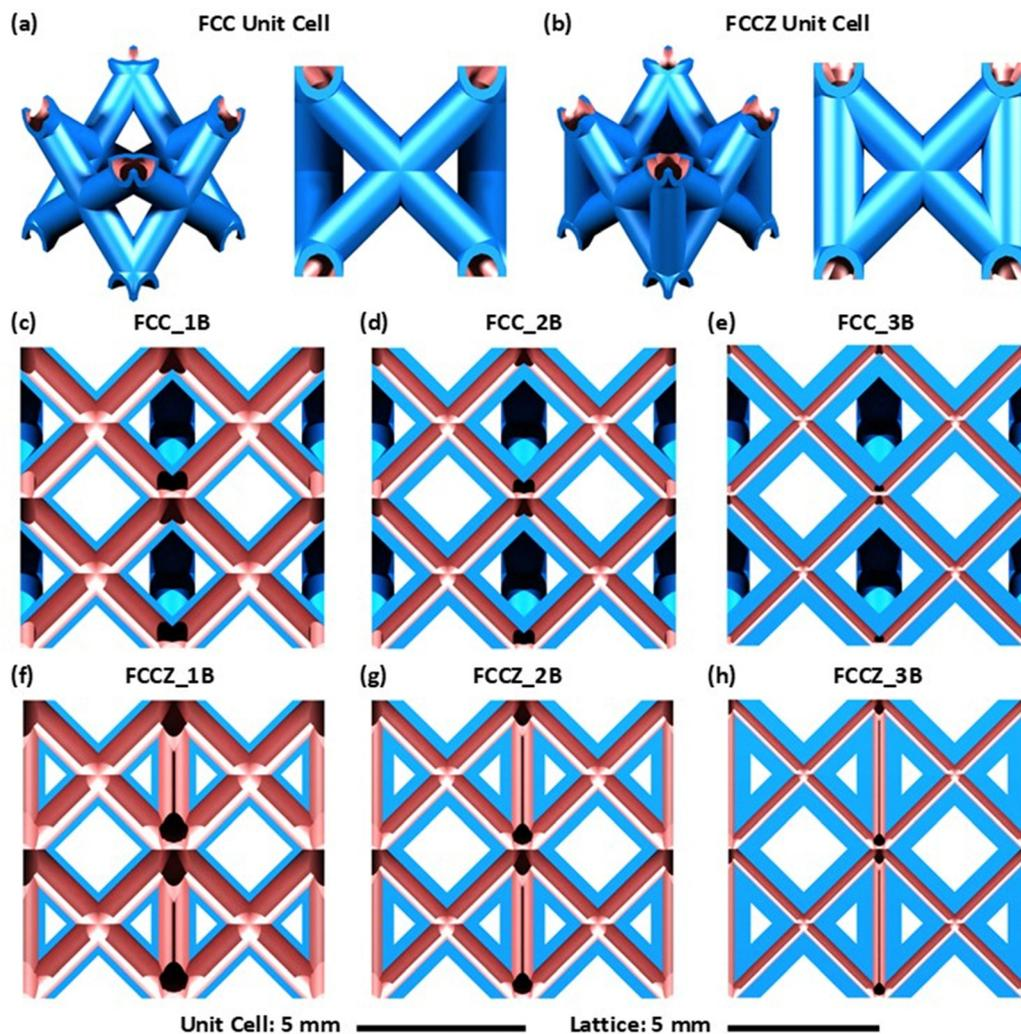 (a) FCC Unit Cell (b) FCCZ Unit Cell
(c) FCC_1B (d) FCC_2B (e) FCC_3B
(f) FCCZ_1B (g) FCCZ_2B (h) FCCZ_3B
Unit Cell: 5 mm Lattice: 5 mm